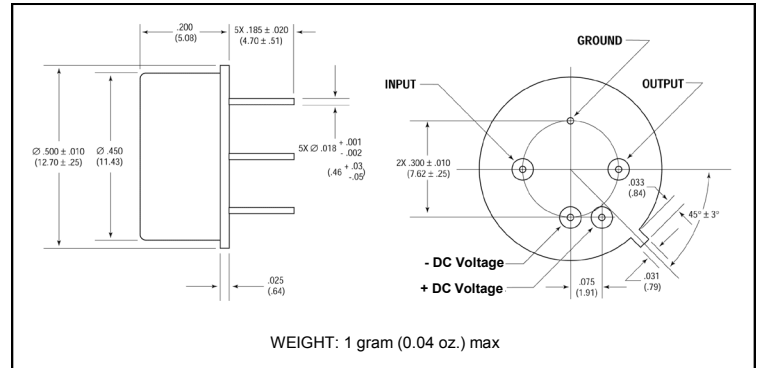 .200
(5.08)
5X .185 ± .020
(4.70 ± .51)
Ø .500 ± .010
(12.70 ± .25)
Ø .450
(11.43)
5X Ø .018 + .001
- .002
(.46 + .03
-.05)
.025
(.64)
GROUND
INPUT
OUTPUT
2X .300 ± .010
(7.62 ± .25)
.033
(.84)
45° ± 3°
- DC Voltage
+ DC Voltage
.075
(1.91)
.031
(.79)
WEIGHT: 1 gram (0.04 oz.) max